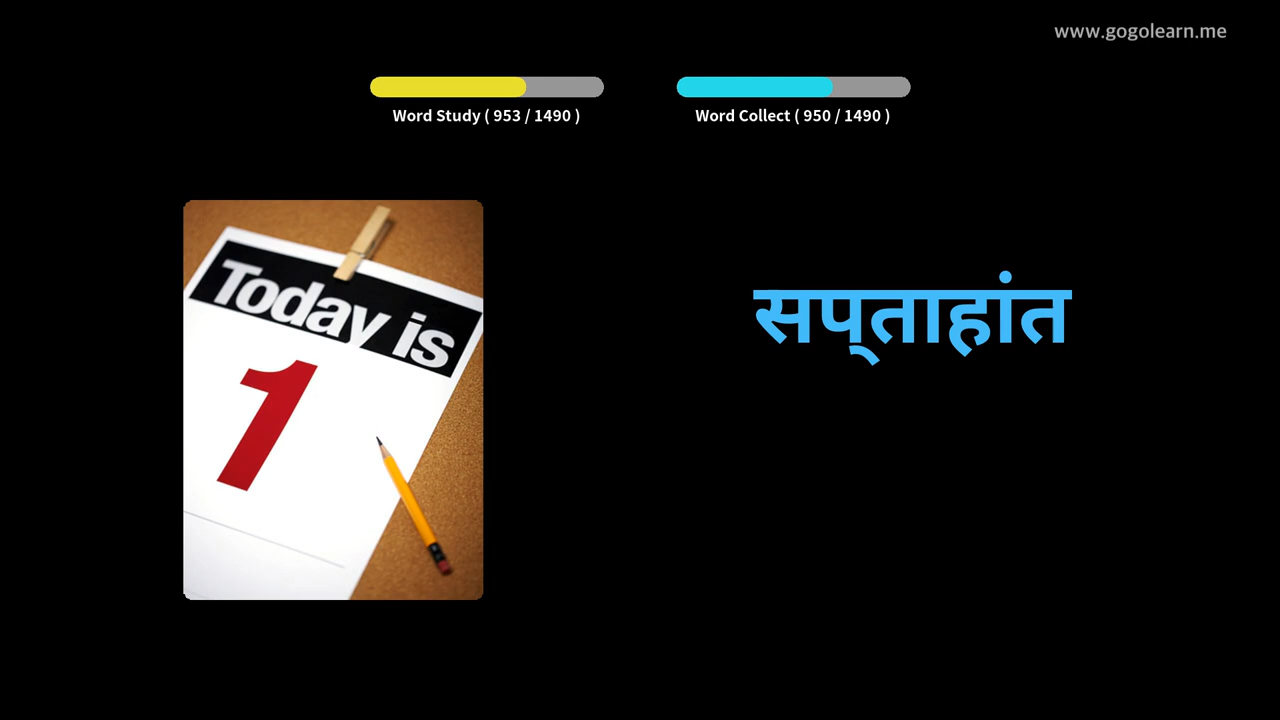 www.gogolearn.me
Word Study ( 953 / 1490 )
Word Collect ( 950 / 1490 )
Today is
1
सप्ताहांत